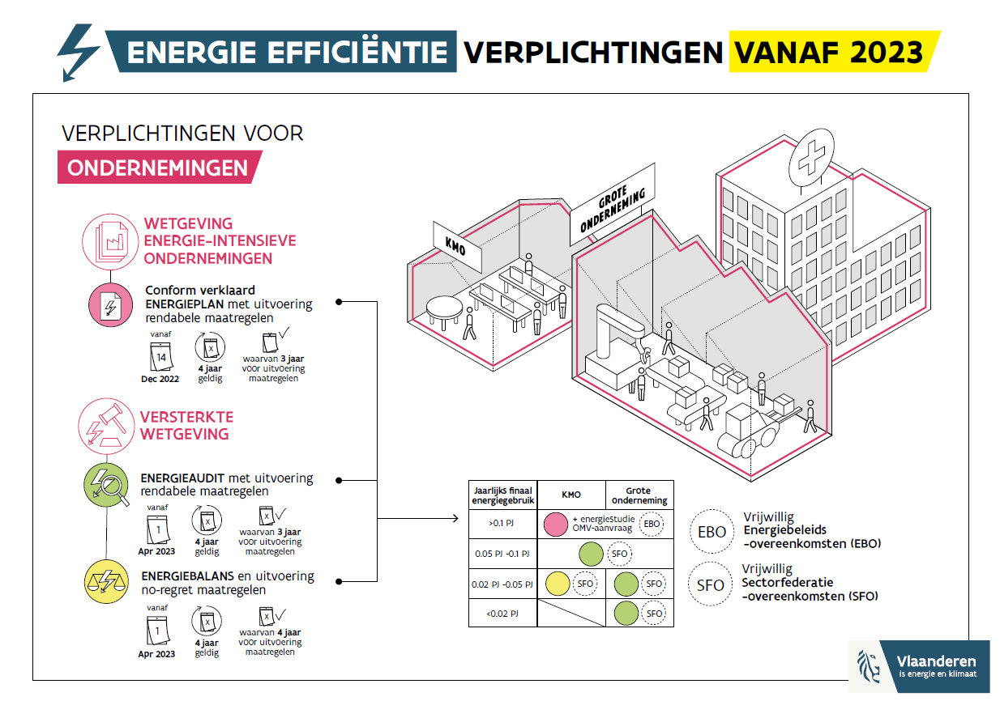 ENERGIE EFFICIËNTIE VERPLICHTINGEN VANAF 2023
VERPLICHTINGEN VOOR
ONDERNEMINGEN
WETGEVING
ENERGIE-INTENSIEVE
ONDERNEMINGEN
Conform verklaard
ENERGIEPLAN met uitvoering
rendabele maatregelen
vanaf
14
Dec 2022
x
4 jaar
geldig
x
waarvan 3 jaar
voor uitvoering
maatregelen
VERSTERKTE
WETGEVING
ENERGIEAUDIT met uitvoering
rendabele maatregelen
vanaf
1
Apr 2023
x
4 jaar
geldig
x
waarvan 3 jaar
voor uitvoering
maatregelen
ENERGIEBALANS en uitvoering
no-regret maatregelen
vanaf
1
Apr 2023
x
4 jaar
geldig
x
waarvan 4 jaar
voor uitvoering
maatregelen
KMO
GROTE
ONDERNEMING
Jaarlijks finaal
energiegebruik
KMO
Grote
onderneming
>0.1 PJ
+ energiestudie
OMV-aanvraag
EBO
0.05 PJ -0.1 PJ
SFO
0.02 PJ -0.05 PJ
SFO
SFO
<0.02 PJ
SFO
EBO
Vrijwillig
Energiebeleids
-overeenkomsten (EBO)
SFO
Vrijwillig
Sectorfederatie
-overeenkomsten (SFO)
Vlaanderen
is energie en klimaat